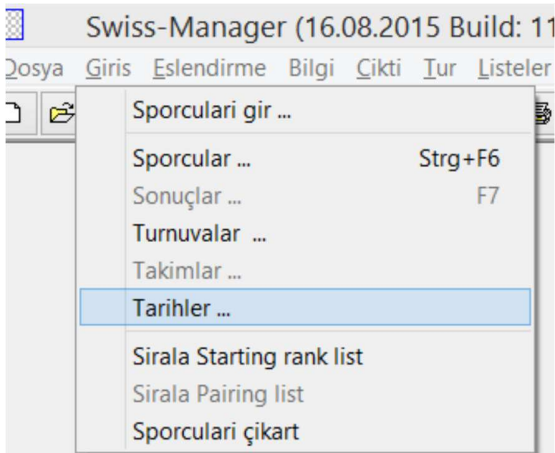 Swiss-Manager (16.08.2015 Build: 11
Dosya Giris Eslendirme Bilgi Cikti Tur Listeler
Sporculari gir ...
Sporcular ... Strg+F6
Sonuçlar ... F7
Turnuvalar ...
Takimlar ...
Tarihler ...
Sirala Starting rank list
Sirala Pairing list
Sporculari çikart